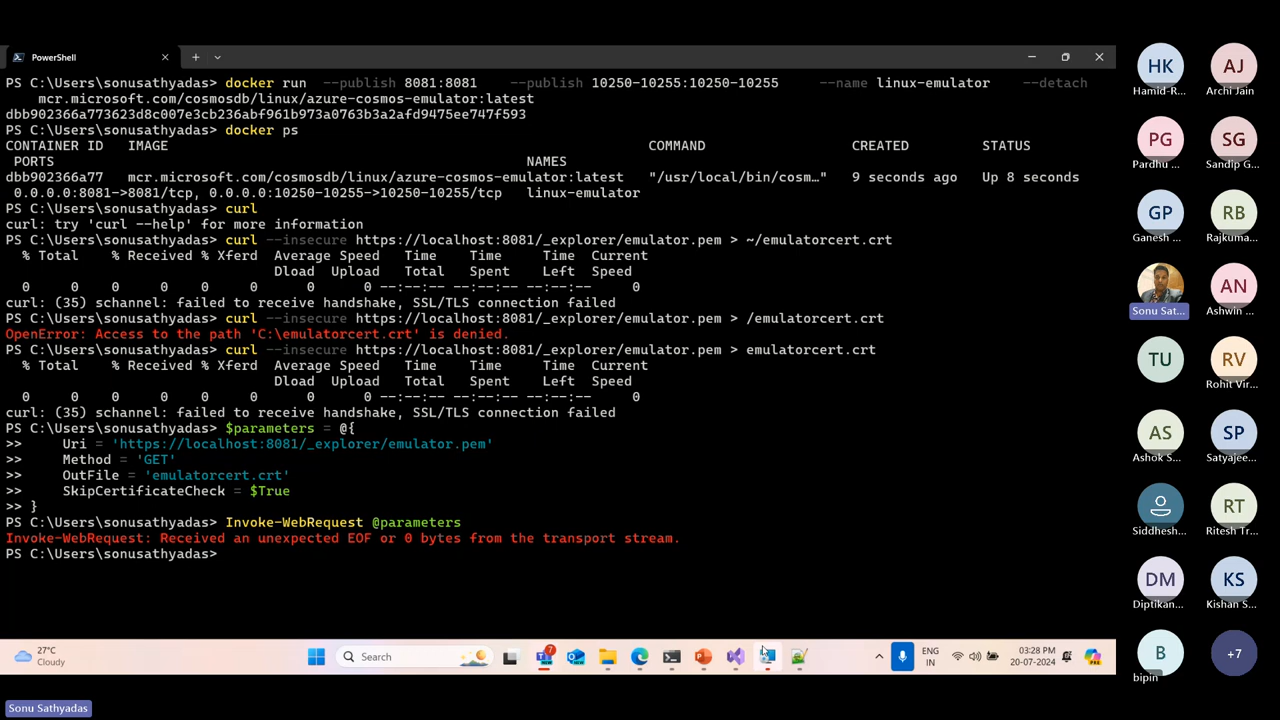 PowerShell
PS C:\Users\sonusathyadas> docker run --publish 8081:8081 --publish 10250-10255:10250-10255 --name linux-emulator --detach
mcr.microsoft.com/cosmosdb/linux/azure-cosmos-emulator:latest
dbb902366a773623d8c007e3cb236abf961b973a0763b3a2afd9475ee747f593
PS C:\Users\sonusathyadas> docker ps
CONTAINER ID IMAGE COMMAND CREATED STATUS
PORTS NAMES
dbb902366a77 mcr.microsoft.com/cosmosdb/linux/azure-cosmos-emulator:latest "/usr/local/bin/cosm…" 9 seconds ago Up 8 seconds
0.0.0.0:8081->8081/tcp, 0.0.0.0:10250-10255->10250-10255/tcp linux-emulator
PS C:\Users\sonusathyadas> curl
curl: try 'curl --help' for more information
PS C:\Users\sonusathyadas> curl --insecure https://localhost:8081/_explorer/emulator.pem > ~/emulatorcert.crt
% Total % Received % Xferd Average Speed Time Time Time Current
Dload Upload Total Spent Left Speed
0 0 0 0 0 0 0 0 --:--:-- --:--:-- --:--:-- 0
curl: (35) schannel: failed to receive handshake, SSL/TLS connection failed
PS C:\Users\sonusathyadas> curl --insecure https://localhost:8081/_explorer/emulator.pem > /emulatorcert.crt
OpenError: Access to the path 'C:\emulatorcert.crt' is denied.
PS C:\Users\sonusathyadas> curl --insecure https://localhost:8081/_explorer/emulator.pem > emulatorcert.crt
% Total % Received % Xferd Average Speed Time Time Time Current
Dload Upload Total Spent Left Speed
0 0 0 0 0 0 0 0 --:--:-- --:--:-- --:--:-- 0
curl: (35) schannel: failed to receive handshake, SSL/TLS connection failed
PS C:\Users\sonusathyadas> $parameters = @{
>> Uri = 'https://localhost:8081/_explorer/emulator.pem'
>> Method = 'GET'
>> OutFile = 'emulatorcert.crt'
>> SkipCertificateCheck = $True
>> }
PS C:\Users\sonusathyadas> Invoke-WebRequest @parameters
Invoke-WebRequest: Received an unexpected EOF or 0 bytes from the transport stream.
PS C:\Users\sonusathyadas>
27°C
Cloudy
Search
7
ENG
IN
03:28 PM
20-07-2024
Sonu Sathyadas
HK
Hamid-R...
AJ
Archi Jain
PG
Pardhu ...
SG
Sandip G...
GP
Ganesh ...
RB
Rajkuma...
Sonu Sat...
AN
Ashwin ...
TU
RV
Rohit Vir...
AS
Ashok S...
SP
Satyajee...
Siddhesh...
RT
Ritesh Tr...
DM
Diptikan...
KS
Kishan S...
B
bipin
+7